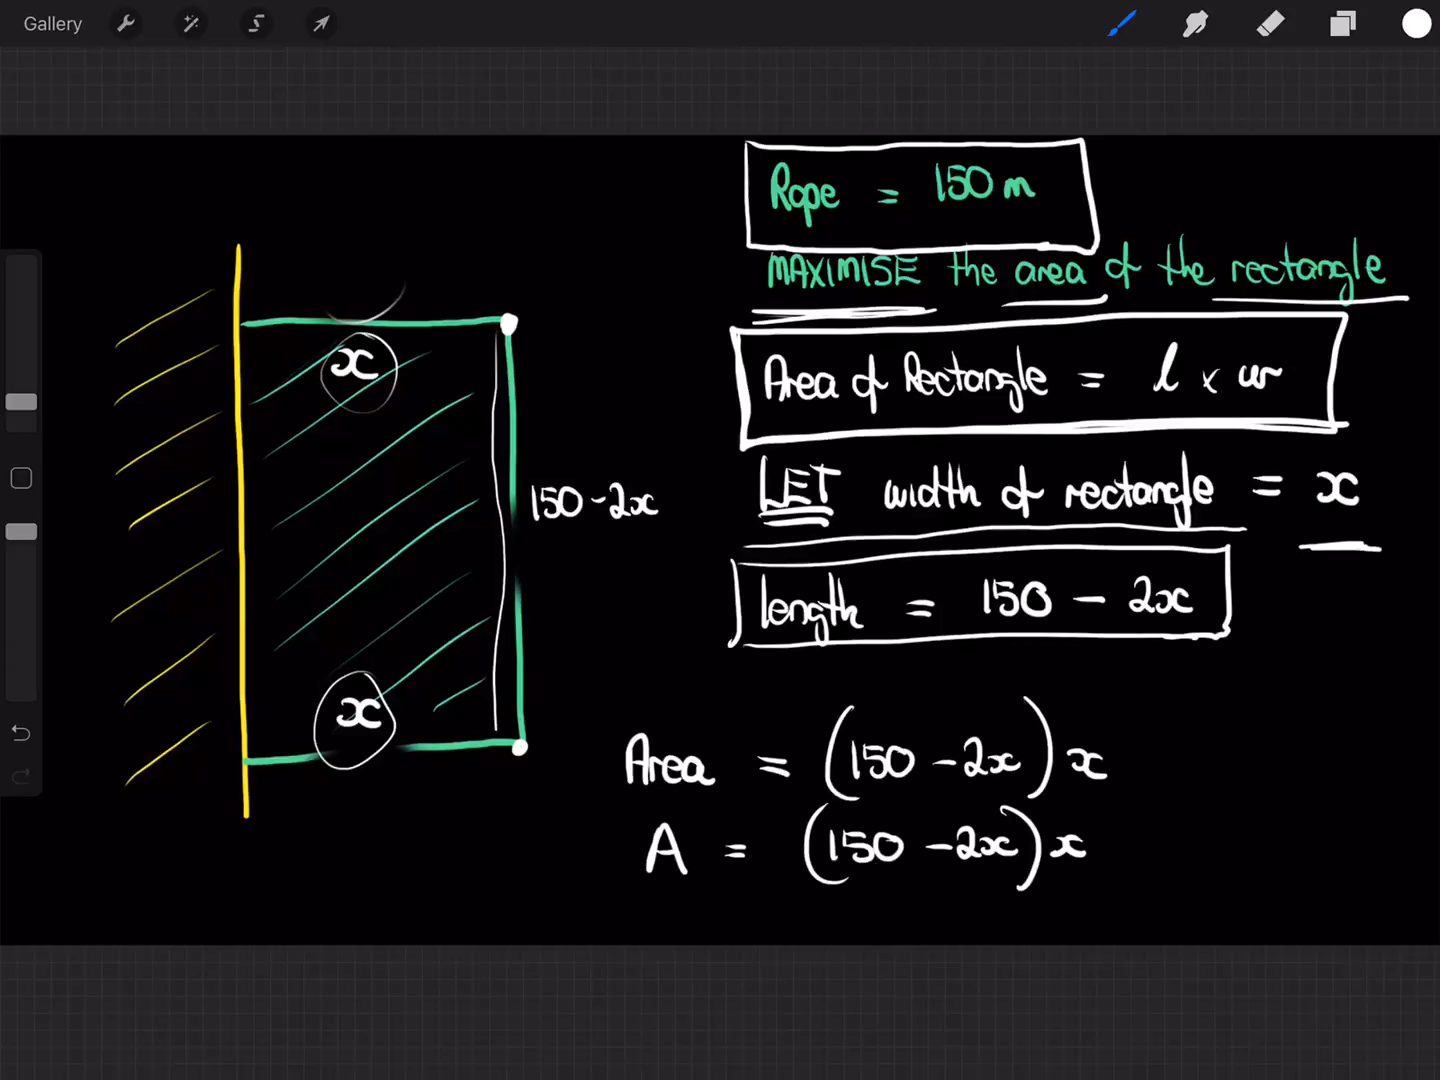 Gallery
Rope = 150 m
MAXIMISE the area of the rectangle
Area of Rectangle = l × w
LET width of rectangle = x
length = 150 - 2x
x
150 - 2x
x
Area = (150 - 2x) x
A = (150 - 2x) x